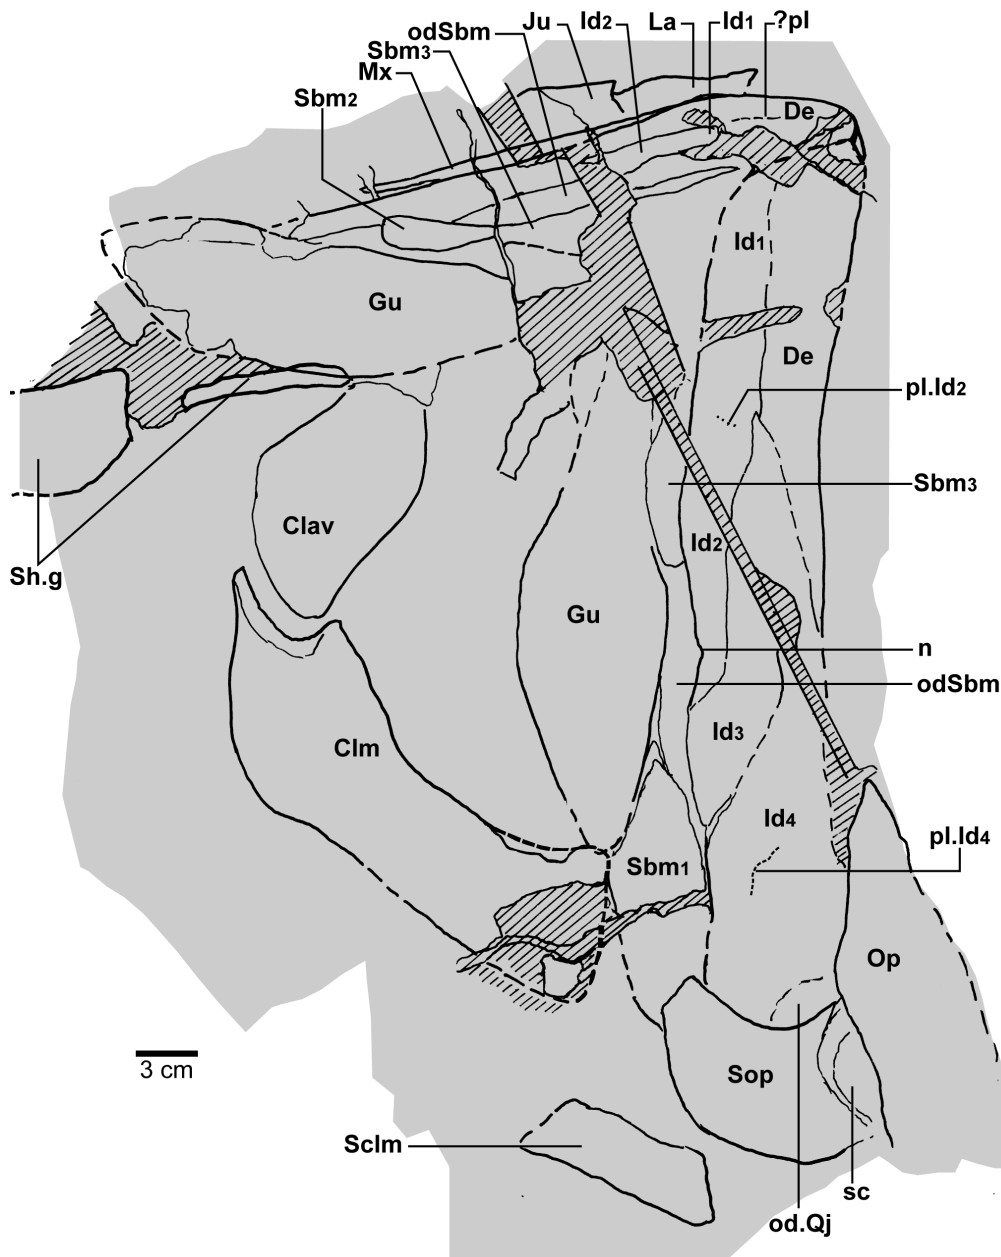 Ju
Id2
La
Id1
?pl
odSbm
Sbm3
Mx
Sbm2
De
Id1
Gu
De
pl.Id2
Sbm3
Clav
Id2
Sh.g
Gu
n
odSbm
Id3
Clm
Id4
pl.Id4
Sbm1
Op
3 cm
Sop
Sclm
sc
od.Qj